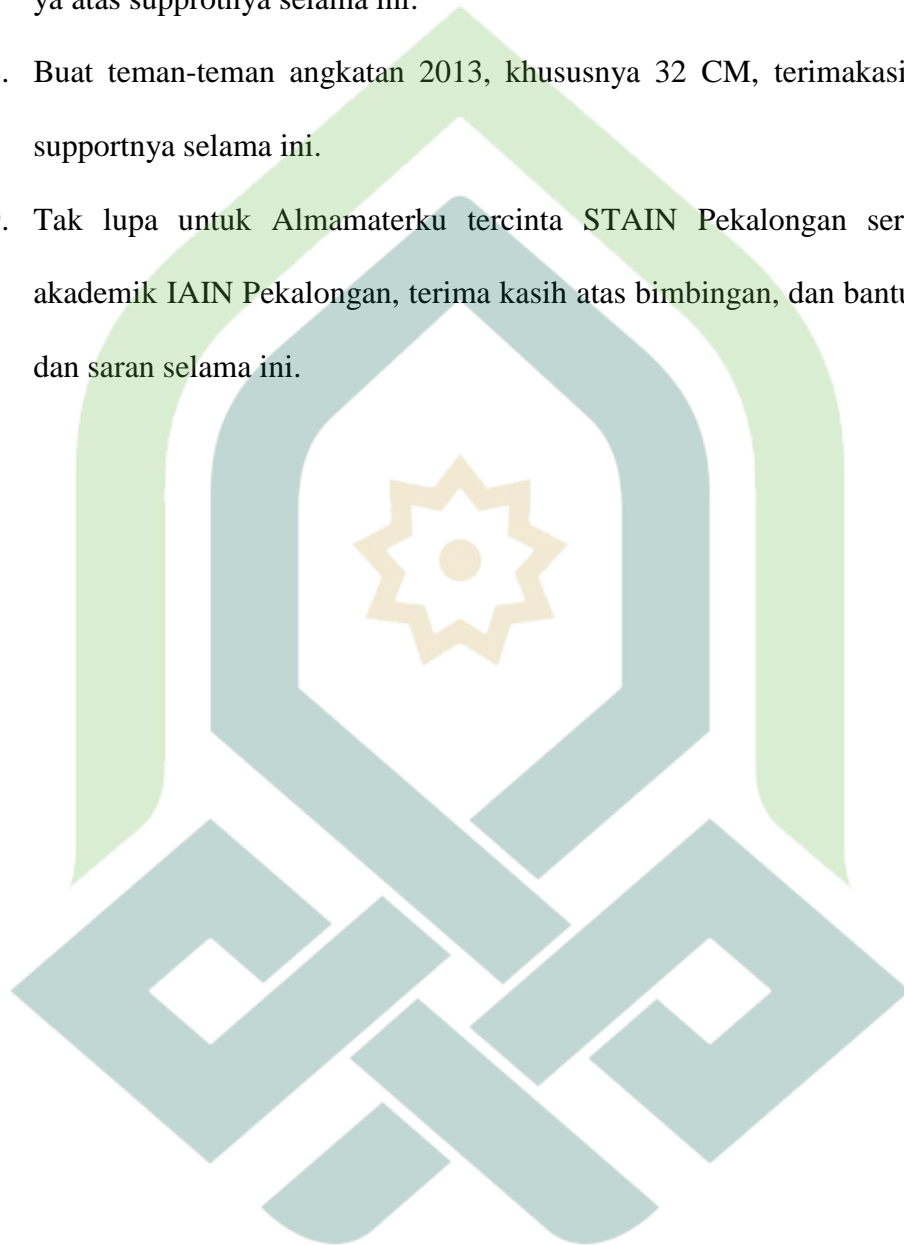 ya atas supprotnya selama ini.
. Buat teman-teman angkatan 2013, khususnya 32 CM, terimakasi
supportnya selama ini.
. Tak lupa untuk Almamaterku tercinta STAIN Pekalongan ser
akademik IAIN Pekalongan, terima kasih atas bimbingan, dan bantu
dan saran selama ini.